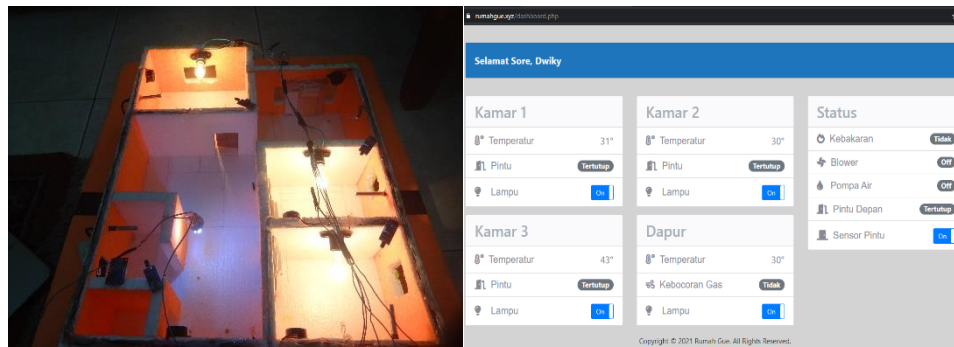 rumahgue.xyz/dashboard.php
Selamat Sore, Dwiky
Kamar 1
Temperatur 31°
Pintu Tertutup
Lampu On
Kamar 2
Temperatur 30°
Pintu Tertutup
Lampu On
Status
Kebakaran Tidak
Blower Off
Pompa Air Off
Pintu Depan Tertutup
Sensor Pintu On
Kamar 3
Temperatur 43°
Pintu Tertutup
Lampu On
Dapur
Temperatur 30°
Kebocoran Gas Tidak
Lampu On
Copyright © 2021 Rumah Gue. All Rights Reserved.